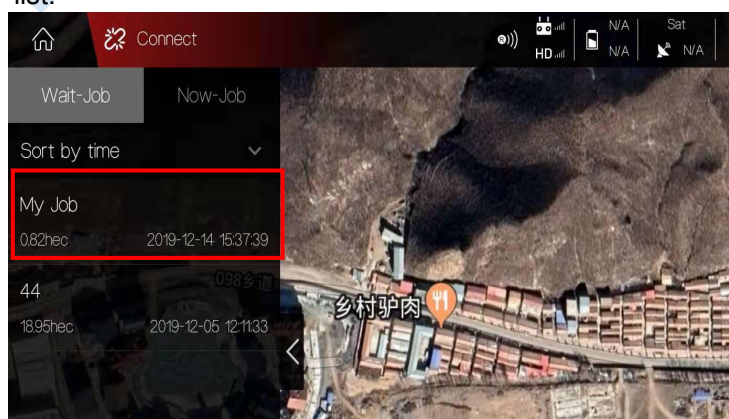 list.
Connect
R
HD
N/A
N/A
Sat
N/A
Wait-Job
Now-Job
Sort by time
My Job
0.82hec 2019-12-14 15:37:39
098乡道
44
18.95hec 2019-12-05 12:11:33
乡村驴肉